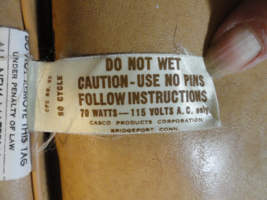 DO NOT WET
CAUTION-USE NO PINS
FOLLOW INSTRUCTIONS
70 WATTS—115 VOLTS A.C. only
CASCO PRODUCTS CORPORATION
BRIDGEPORT, CONN.
60 CYCLE
DO NOT REMOVE THIS TAG
UNDER PENALTY OF LAW